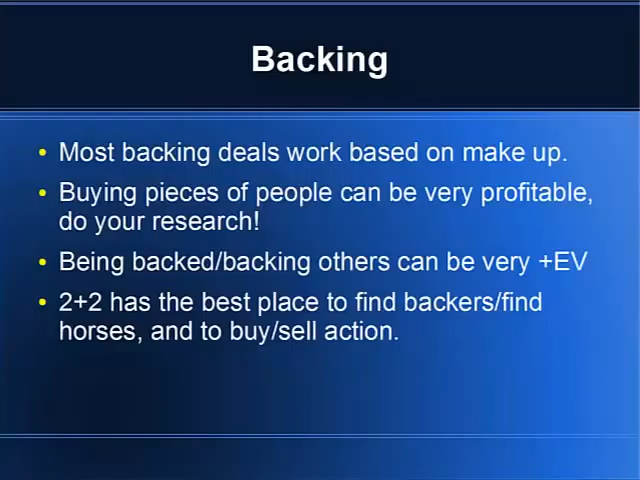 Backing
Most backing deals work based on make up.
Buying pieces of people can be very profitable,
do your research!
Being backed/backing others can be very +EV
2+2 has the best place to find backers/find
horses, and to buy/sell action.